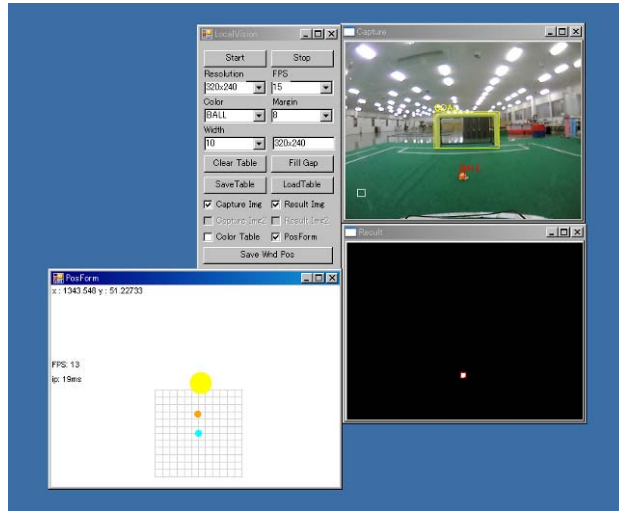 LocalVision
Start
Stop
Resolution
FPS
320x240
15
Color
Margin
BALL
8
Width
10
320x240
Clear Table
Fill Gap
SaveTable
LoadTable
Capture Img
Result Img
Capture Img2
Result Img2
Color Table
PosForm
Save Wnd Pos
Capture
GOAL
BALL
Result
PosForm
x : 1343.548 y : 51.22733
FPS: 13
ip: 19ms